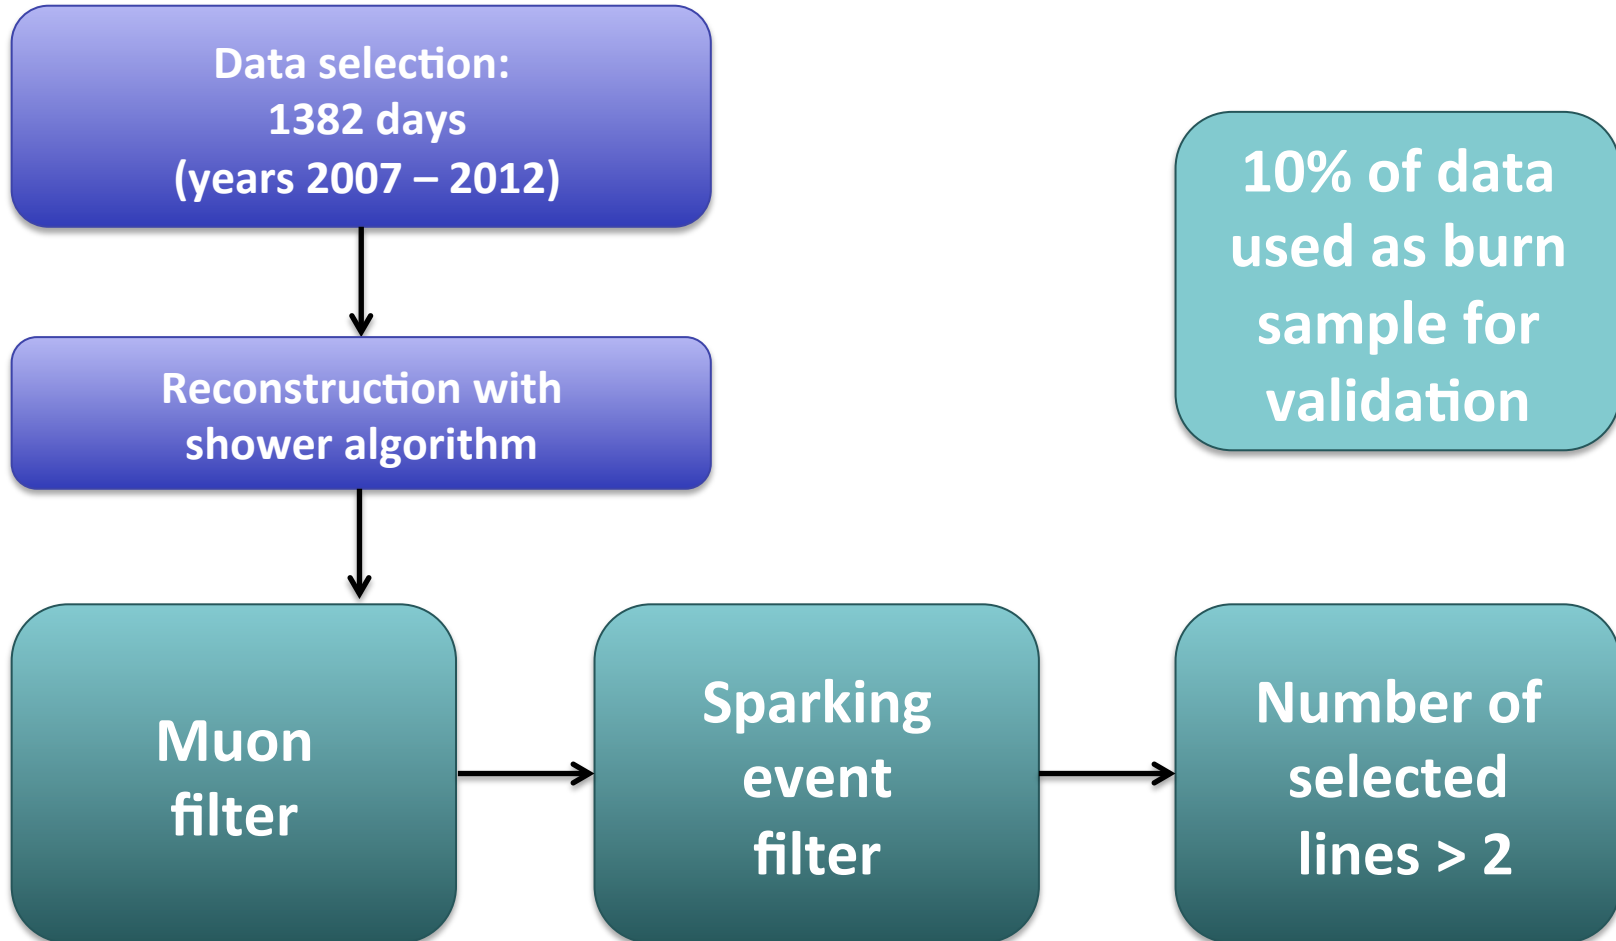 Data selection:
1382 days
(years 2007 – 2012)
10% of data
used as burn
sample for
validation
Reconstruction with
shower algorithm
Muon
filter
Sparking
event
filter
Number of
selected
lines > 2